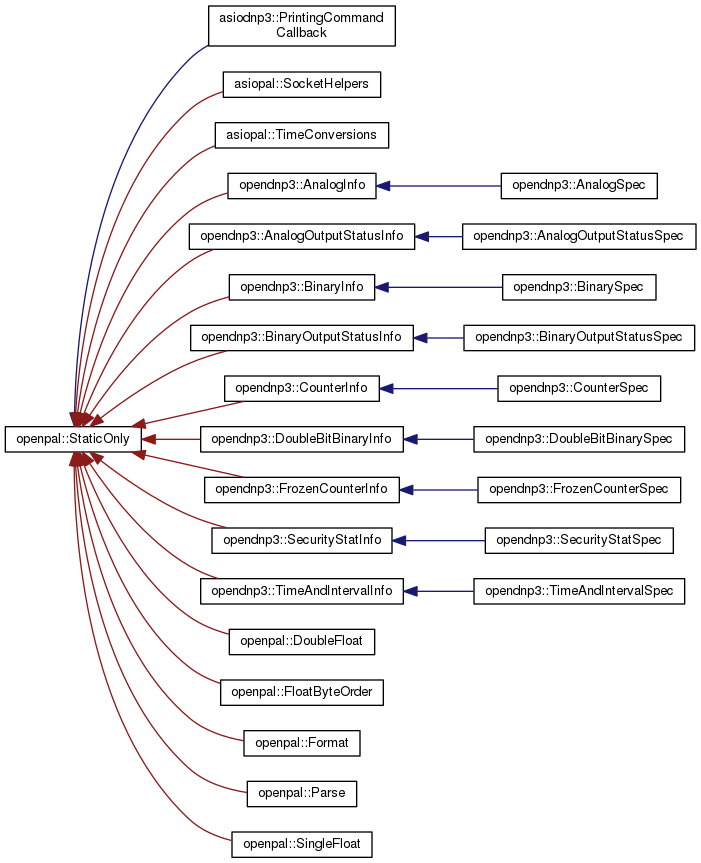 asiodnp3::PrintingCommand
Callback
asiopal::SocketHelpers
asiopal::TimeConversions
opendnp3::AnalogInfo
opendnp3::AnalogSpec
opendnp3::AnalogOutputStatusInfo
opendnp3::AnalogOutputStatusSpec
opendnp3::BinaryInfo
opendnp3::BinarySpec
opendnp3::BinaryOutputStatusInfo
opendnp3::BinaryOutputStatusSpec
opendnp3::CounterInfo
opendnp3::CounterSpec
openpal::StaticOnly
opendnp3::DoubleBitBinaryInfo
opendnp3::DoubleBitBinarySpec
opendnp3::FrozenCounterInfo
opendnp3::FrozenCounterSpec
opendnp3::SecurityStatInfo
opendnp3::SecurityStatSpec
opendnp3::TimeAndIntervalInfo
opendnp3::TimeAndIntervalSpec
openpal::DoubleFloat
openpal::FloatByteOrder
openpal::Format
openpal::Parse
openpal::SingleFloat